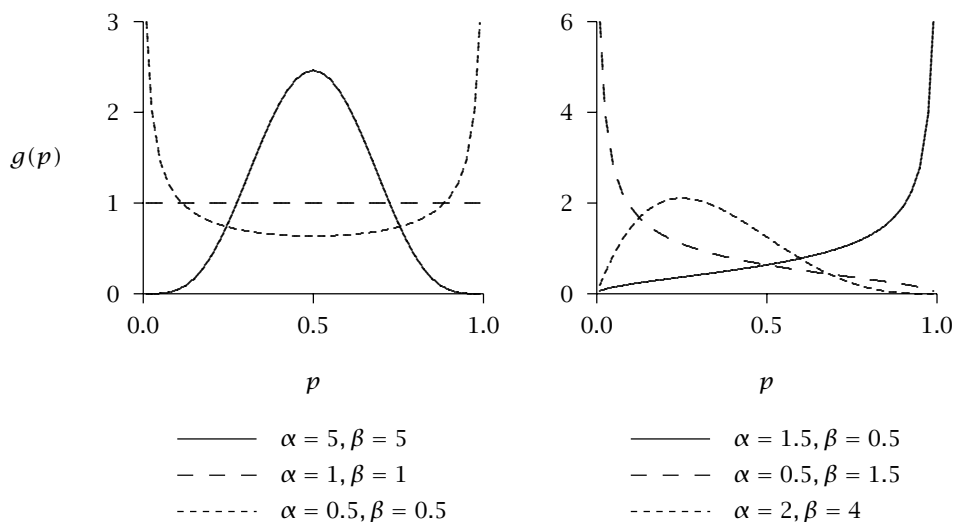 3
2
g(p)
1
0
0.0
0.5
1.0
p
α = 5, β = 5
α = 1, β = 1
α = 0.5, β = 0.5
6
4
2
0
0.0
0.5
1.0
p
α = 1.5, β = 0.5
α = 0.5, β = 1.5
α = 2, β = 4